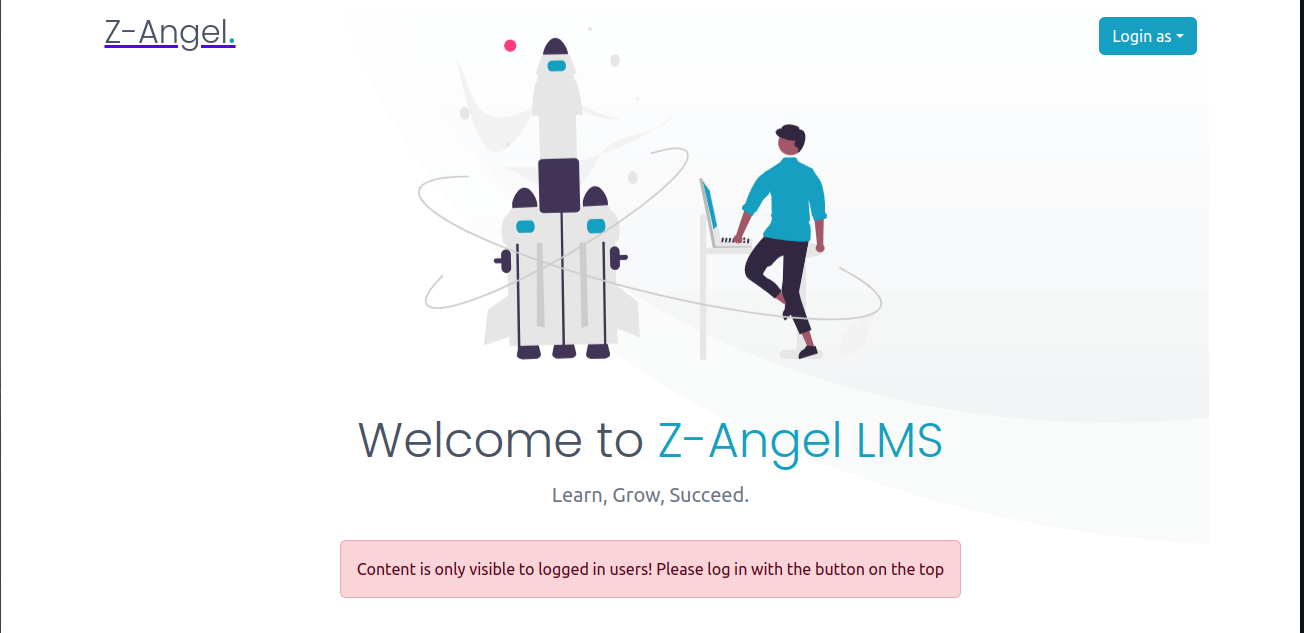 Z-Angel.
Login as
Welcome to Z-Angel LMS
Learn, Grow, Succeed.
Content is only visible to logged in users! Please log in with the button on the top